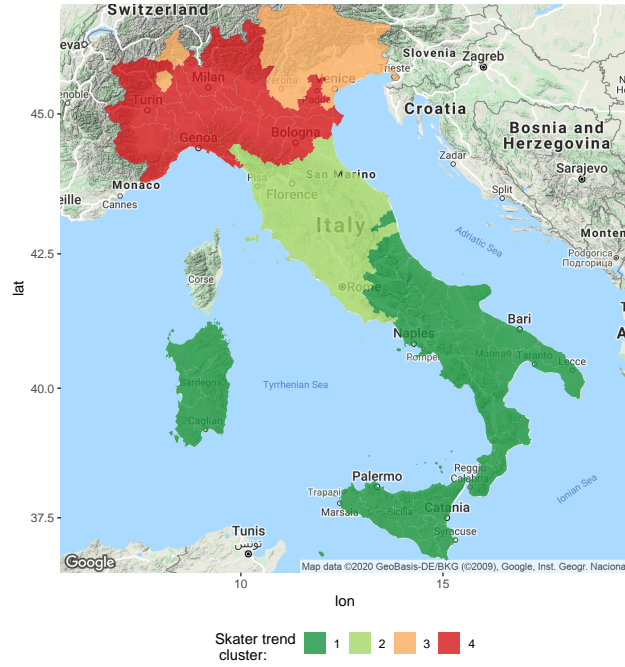 Switzerland
eva
Slovenia
Zagreb
Milan
Verona
Venice
Trieste
enoble
Turin
Padua
Croatia
Genoa
Bologna
Bosnia and
Herzegovina
Zadar
Sarajevo
San Marino
Pisa
Monaco
eille
Cannes
Florence
Split
Italy
Adriatic Sea
Monten
Corse
Podgorica
Подгорица
Rome
Bari
Naples
Pompei
Matera
Taranto
Lecce
Sardegna
Tyrrhenian Sea
Cagliari
Reggio
Calabria
Palermo
Trapani
Marsala
Sicilia
Catania
Syracuse
Ionian Sea
Tunis
تونس
Google
Map data ©2020 GeoBasis-DE/BKG (©2009), Google, Inst. Geogr. Naciona
45.0
42.5
40.0
37.5
lat
10
15
lon
Skater trend
cluster:
1
2
3
4